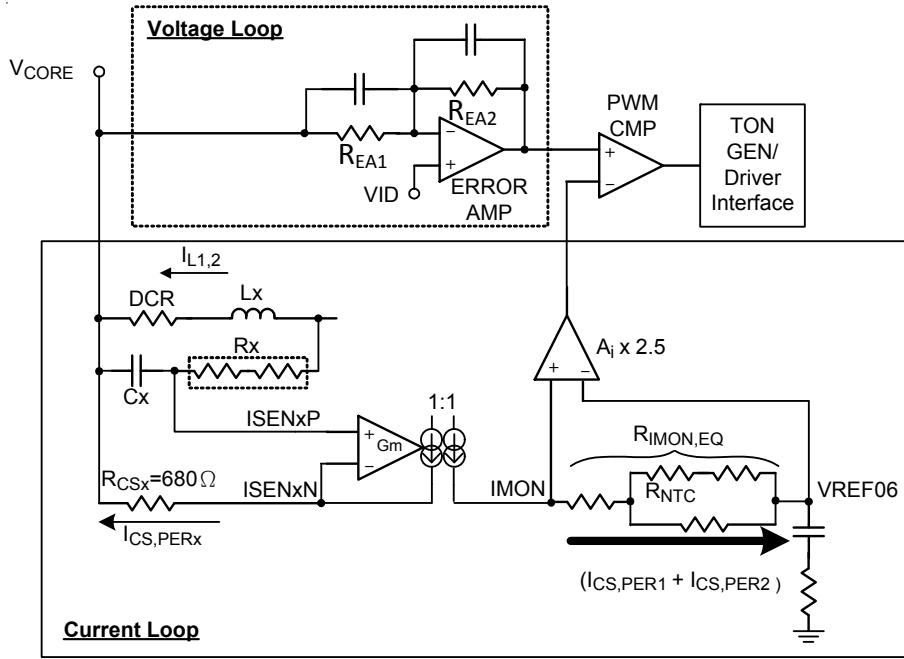 Voltage Loop
VCORE
REA2
REA1
VID
ERROR
AMP
PWM
CMP
TON
GEN/
Driver
Interface
IL1,2
DCR
Lx
Rx
Cx
Ai x 2.5
ISENxP
1:1
Gm
RIMON,EQ
RCSx=680Ω
ISENxN
IMON
RNTC
VREF06
ICS,PERx
(ICS,PER1 + ICS,PER2 )
Current Loop